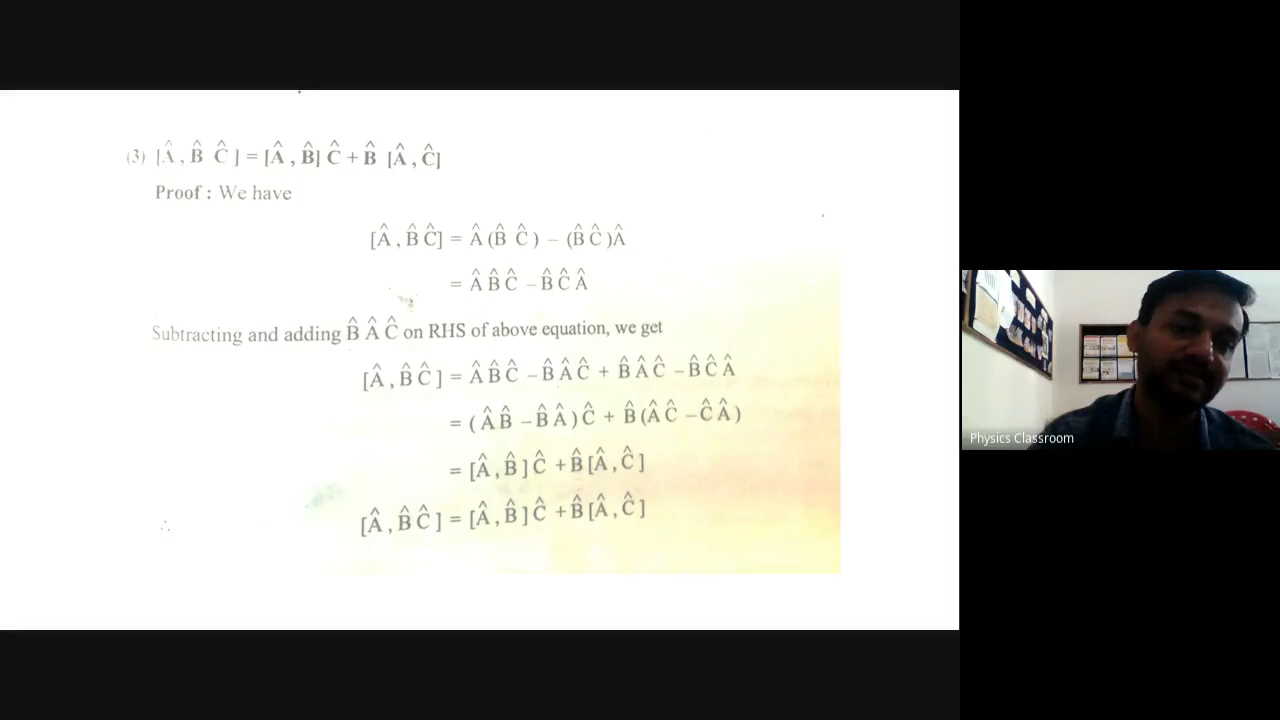 (3) [Â , B̂ Ĉ ] = [Â , B̂] Ĉ + B̂ [Â , Ĉ]
Proof : We have
[Â , B̂ Ĉ] = Â (B̂ Ĉ ) – (B̂ Ĉ )Â
= Â B̂ Ĉ – B̂ Ĉ Â
Subtracting and adding B̂ Â Ĉ on RHS of above equation, we get
[Â , B̂ Ĉ ] = Â B̂ Ĉ – B̂ Â Ĉ + B̂ Â Ĉ – B̂ Ĉ Â
= ( Â B̂ – B̂ Â ) Ĉ + B̂ (Â Ĉ – Ĉ Â )
= [Â , B̂ ] Ĉ + B̂ [Â , Ĉ ]
∴ [Â , B̂ Ĉ ] = [Â , B̂ ] Ĉ + B̂ [Â , Ĉ ]
Physics Classroom